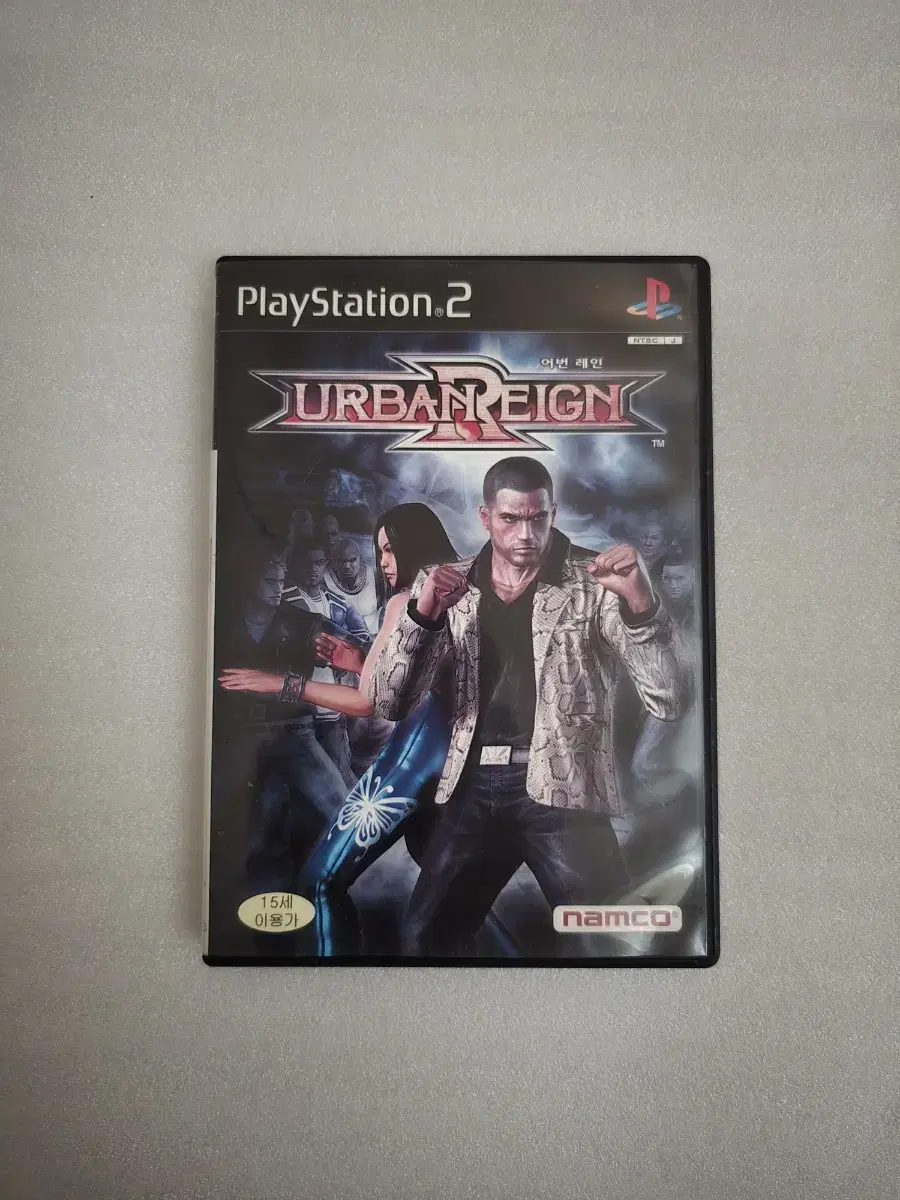 PlayStation®2
NTSC J
어번 레인
URBAN REIGN
TM
15세
이용가
namco®